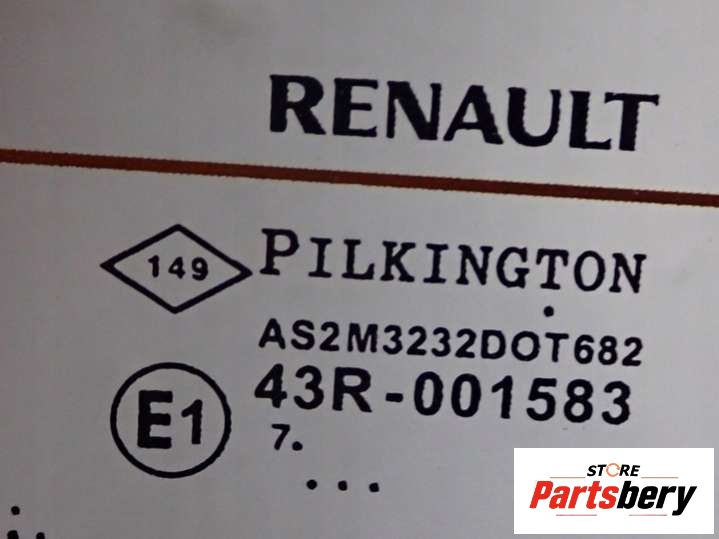 RENAULT
149 PILKINGTON
AS2M3232DOT682
E1 43R-001583
7.
...
STORE
Partsbery